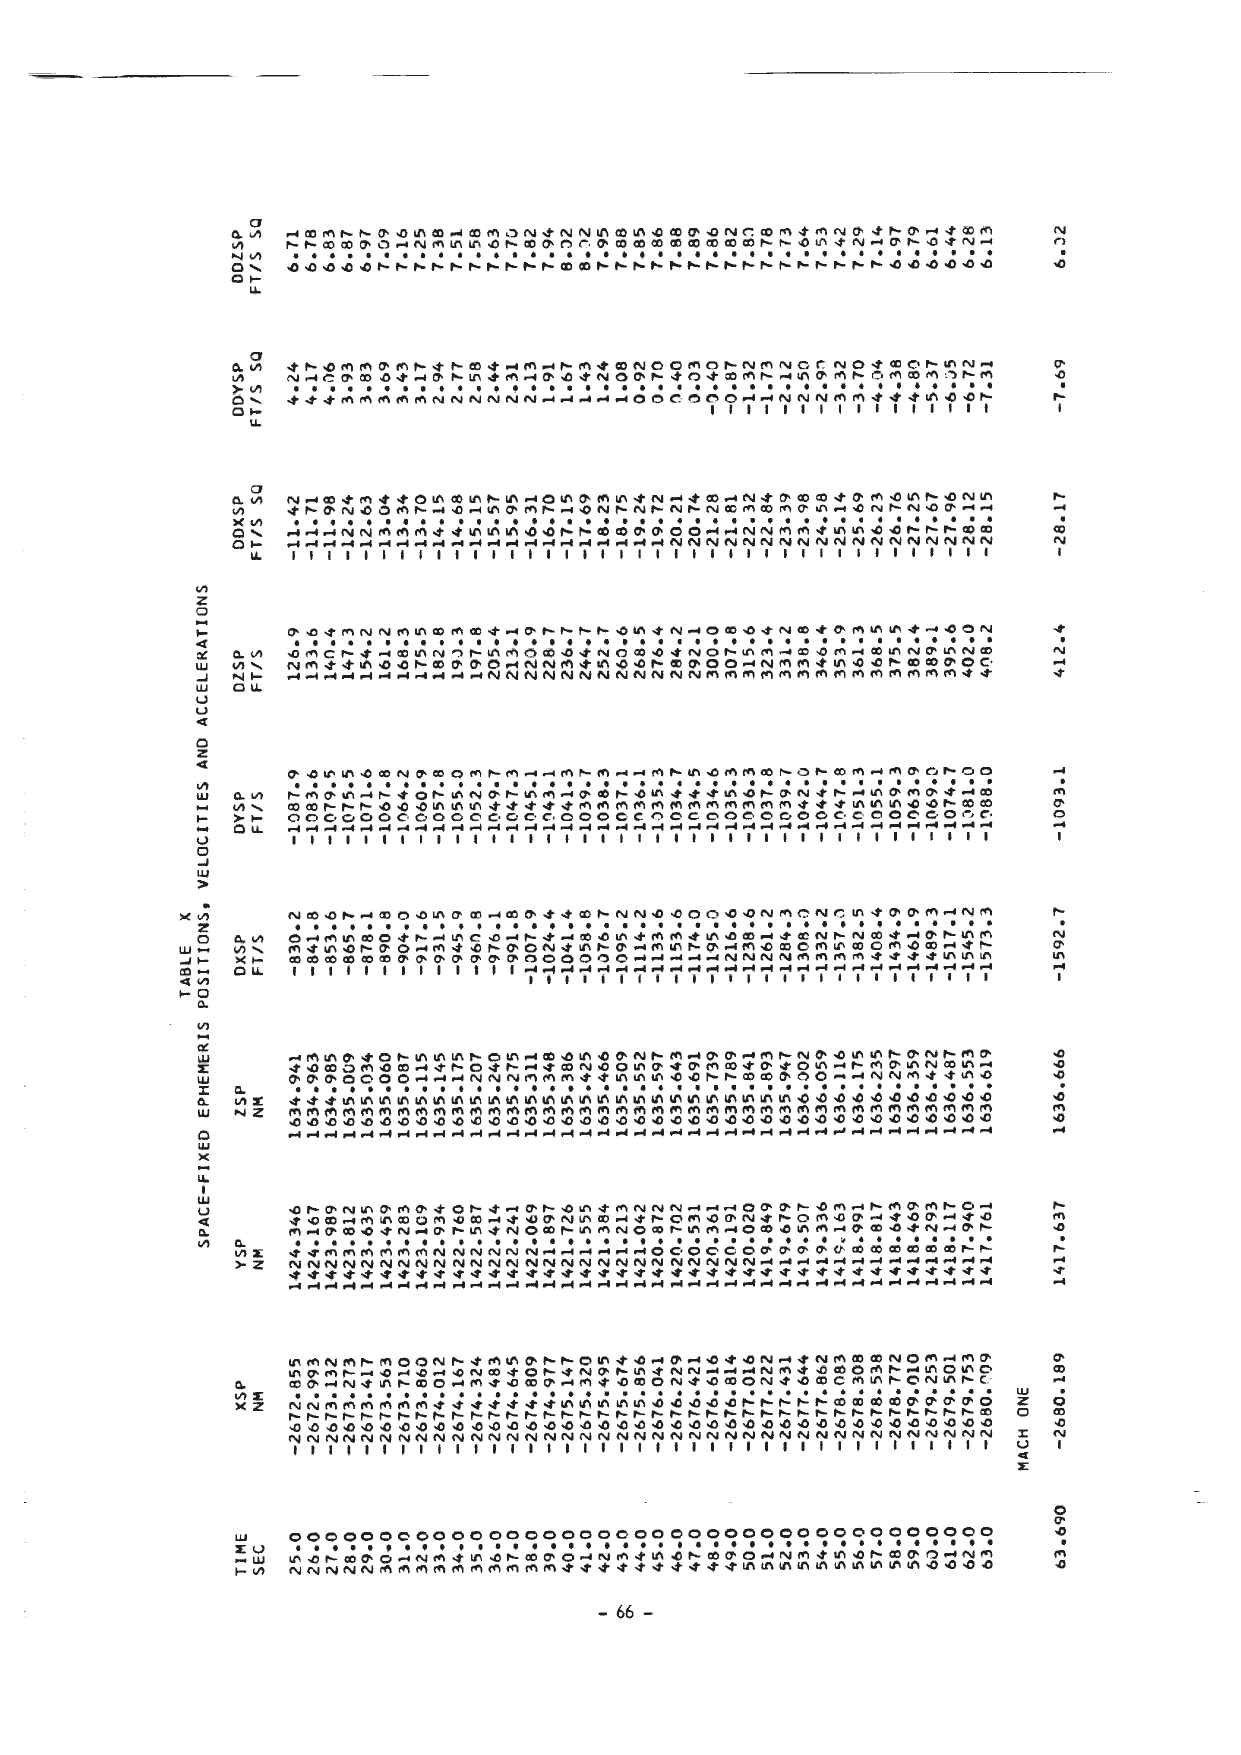 TABLE X
SPACE-FIXED EPHEMERIS POSITIONS, VELOCITIES AND ACCELERATIONS
TIME XSP YSP ZSP DXSP DYSP DZSP DDXSP DDYSP DDZSP
SEC NM NM NM FT/S FT/S FT/S FT/S SQ FT/S SQ FT/S SQ
25.0 -2672.855 1424.346 1634.941 -830.2 -1087.9 126.9 -11.42 4.24 6.71
26.0 -2672.993 1424.167 1634.963 -841.8 -1083.6 133.6 -11.71 4.17 6.78
27.0 -2673.132 1423.989 1634.985 -853.6 -1079.5 140.4 -11.98 4.06 6.83
28.0 -2673.273 1423.812 1635.009 -865.7 -1075.5 147.3 -12.24 3.93 6.87
29.0 -2673.417 1423.635 1635.034 -878.1 -1071.6 154.2 -12.63 3.83 6.97
30.0 -2673.563 1423.459 1635.060 -890.8 -1067.8 161.2 -13.04 3.69 7.09
31.0 -2673.710 1423.283 1635.087 -904.0 -1064.2 168.3 -13.34 3.43 7.16
32.0 -2673.860 1423.109 1635.115 -917.6 -1060.9 175.5 -13.70 3.17 7.25
33.0 -2674.012 1422.934 1635.145 -931.5 -1057.8 182.8 -14.15 2.94 7.38
34.0 -2674.167 1422.760 1635.175 -945.9 -1055.0 190.3 -14.68 2.77 7.51
35.0 -2674.324 1422.587 1635.207 -960.8 -1052.3 197.8 -15.15 2.58 7.58
36.0 -2674.483 1422.414 1635.240 -976.1 -1049.7 205.4 -15.57 2.44 7.63
37.0 -2674.645 1422.241 1635.275 -991.8 -1047.3 213.1 -15.95 2.31 7.70
38.0 -2674.809 1422.069 1635.311 -1007.9 -1045.1 220.9 -16.31 2.13 7.82
39.0 -2674.977 1421.897 1635.348 -1024.4 -1043.1 228.7 -16.70 1.91 7.94
40.0 -2675.147 1421.726 1635.386 -1041.4 -1041.3 236.7 -17.15 1.67 8.02
41.0 -2675.320 1421.555 1635.425 -1058.8 -1039.7 244.7 -17.69 1.43 8.02
42.0 -2675.495 1421.384 1635.466 -1076.7 -1038.3 252.7 -18.23 1.24 7.95
43.0 -2675.674 1421.213 1635.509 -1095.2 -1037.1 260.6 -18.75 1.08 7.88
44.0 -2675.856 1421.042 1635.552 -1114.2 -1036.1 268.5 -19.24 0.92 7.85
45.0 -2676.041 1420.872 1635.597 -1133.6 -1035.3 276.4 -19.72 0.70 7.86
46.0 -2676.229 1420.702 1635.643 -1153.6 -1034.7 284.2 -20.21 0.40 7.88
47.0 -2676.421 1420.531 1635.691 -1174.0 -1034.5 292.1 -20.74 0.03 7.89
48.0 -2676.616 1420.361 1635.739 -1195.0 -1034.6 300.0 -21.28 -0.40 7.86
49.0 -2676.814 1420.191 1635.789 -1216.6 -1035.3 307.8 -21.81 -0.87 7.82
50.0 -2677.016 1420.020 1635.841 -1238.6 -1036.3 315.6 -22.32 -1.32 7.80
51.0 -2677.222 1419.849 1635.893 -1261.2 -1037.8 323.4 -22.84 -1.73 7.78
52.0 -2677.431 1419.679 1635.947 -1284.3 -1039.7 331.2 -23.39 -2.12 7.73
53.0 -2677.644 1419.507 1636.002 -1308.0 -1042.0 338.8 -23.98 -2.50 7.64
54.0 -2677.862 1419.336 1636.059 -1332.2 -1044.7 346.4 -24.58 -2.90 7.53
55.0 -2678.083 1419.163 1636.116 -1357.0 -1047.8 353.9 -25.14 -3.32 7.42
56.0 -2678.308 1418.991 1636.175 -1382.5 -1051.3 361.3 -25.69 -3.70 7.29
57.0 -2678.538 1418.817 1636.235 -1408.4 -1055.1 368.5 -26.23 -4.04 7.14
58.0 -2678.772 1418.643 1636.297 -1434.9 -1059.3 375.5 -26.76 -4.38 6.97
59.0 -2679.010 1418.469 1636.359 -1461.9 -1063.9 382.4 -27.25 -4.80 6.79
60.0 -2679.253 1418.293 1636.422 -1489.3 -1069.0 389.1 -27.67 -5.37 6.61
61.0 -2679.501 1418.117 1636.487 -1517.1 -1074.7 395.6 -27.96 -6.05 6.44
62.0 -2679.753 1417.940 1636.553 -1545.2 -1081.0 402.0 -28.12 -6.72 6.28
63.0 -2680.009 1417.761 1636.619 -1573.3 -1088.0 408.2 -28.15 -7.31 6.13
MACH ONE
63.690 -2680.189 1417.637 1636.666 -1592.7 -1093.1 412.4 -28.17 -7.69 6.02
- 66 -